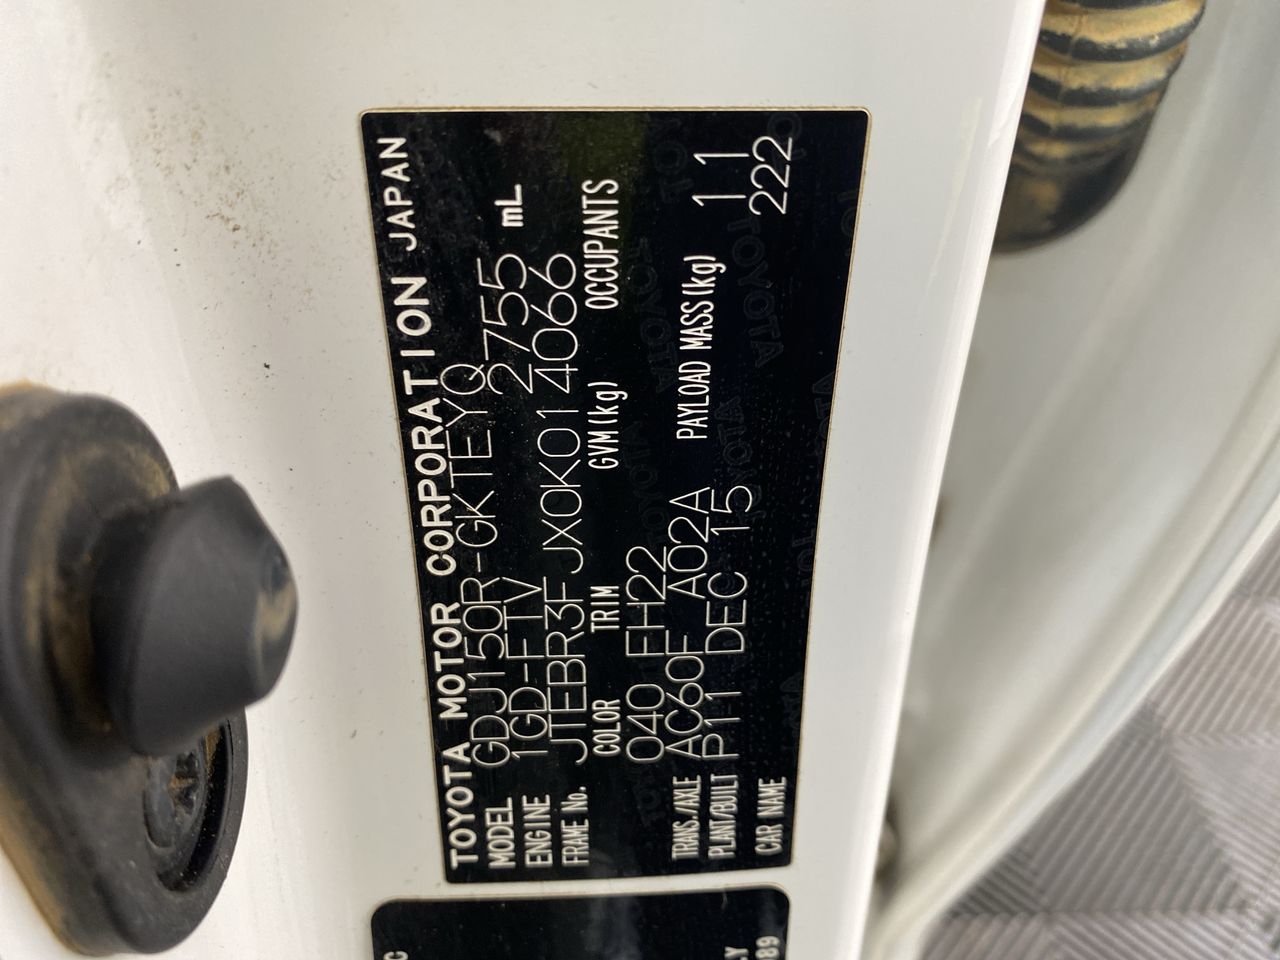 TOYOTA MOTOR CORPORATION JAPAN
MODEL GDJ150R-GKTEYQ
ENGINE 1GD-FTV 2755 mL
FRAME No. JTEBR3FJX0K014066
COLOR TRIM GVM(kg) OCCUPANTS
040 FH22
TRANS./AXLE AC60F A02A PAYLOAD MASS(kg) 11
PLANT/BUILT P11 DEC 15 222
CAR NAME